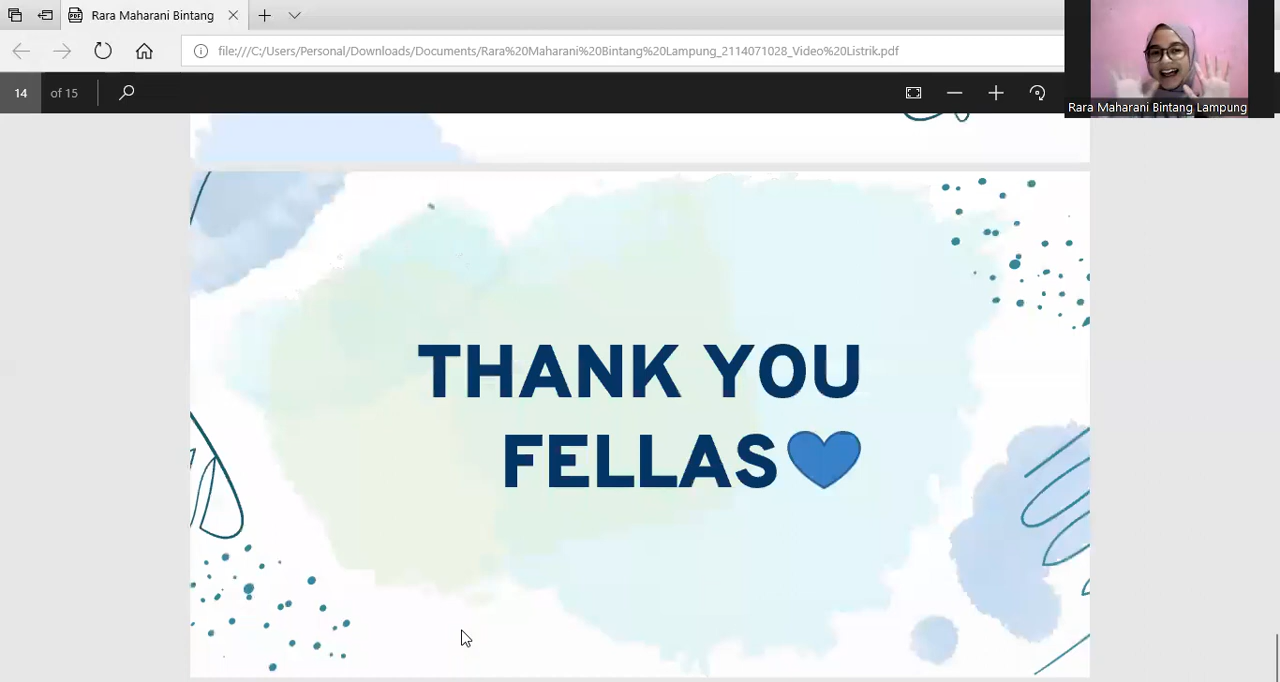 Rara Maharani Bintang
file:///C:/Users/Personal/Downloads/Documents/Rara%20Maharani%20Bintang%20Lampung_2114071028_Video%20Listrik.pdf
14 of 15
Rara Maharani Bintang Lampung
THANK YOU
FELLAS